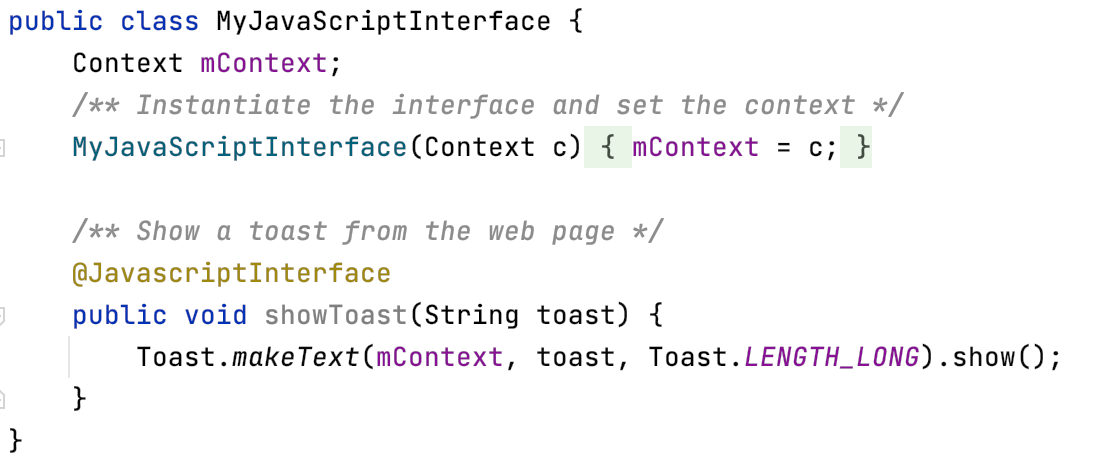 public class MyJavaScriptInterface {
    Context mContext;
    /** Instantiate the interface and set the context */
    MyJavaScriptInterface(Context c) { mContext = c; }

    /** Show a toast from the web page */
    @JavascriptInterface
    public void showToast(String toast) {
        Toast.makeText(mContext, toast, Toast.LENGTH_LONG).show();
    }
}